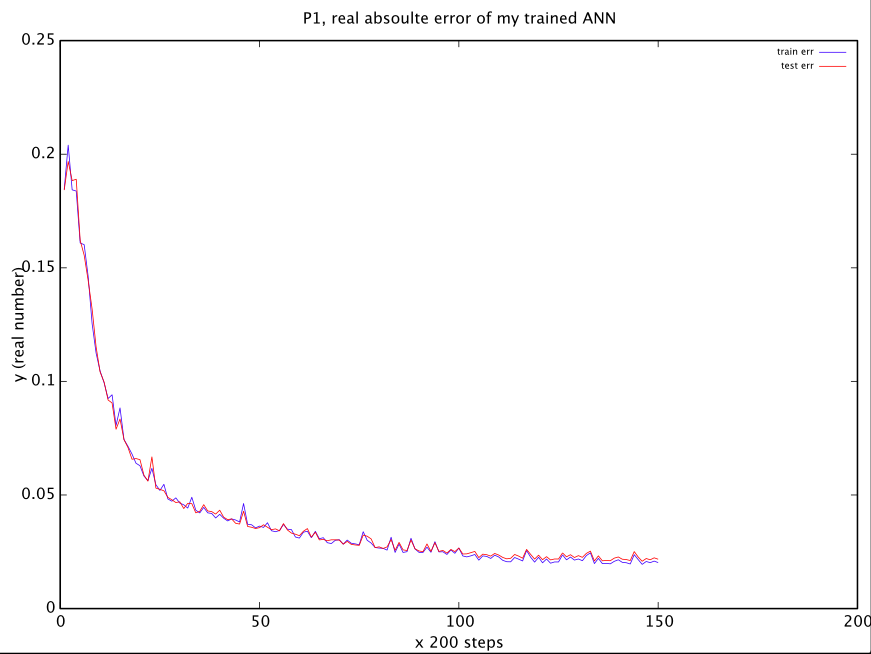 P1, real absoulte error of my trained ANN
0.25
train err
test err
0.2
0.15
y (real number)
0.1
0.05
0
0 50 100 150 200
x 200 steps